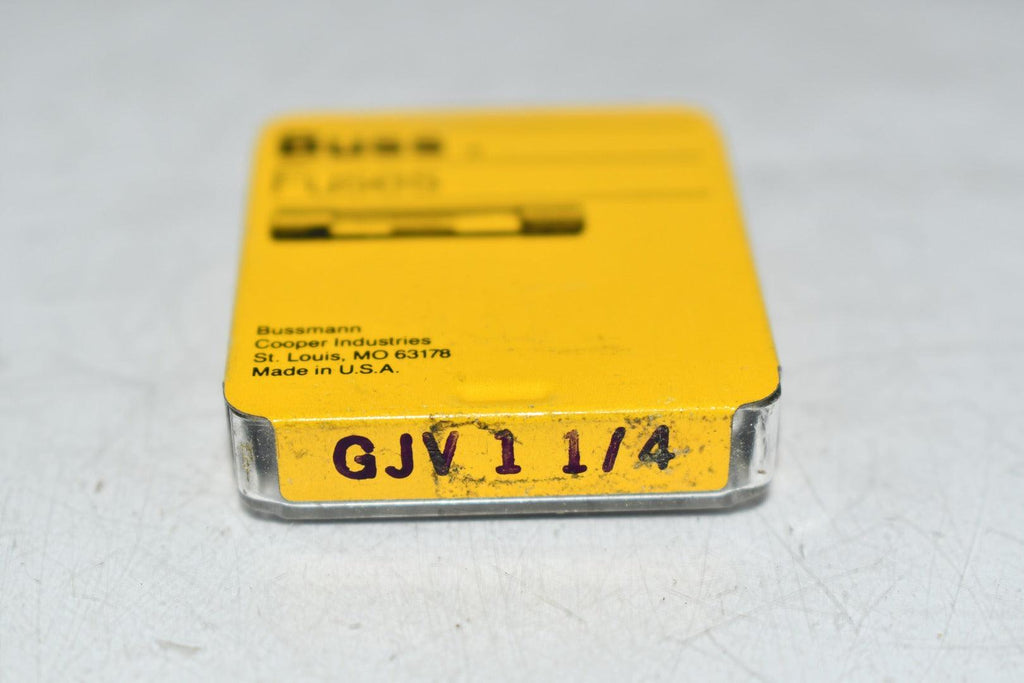 Buss
Fuses
Bussmann
Cooper Industries
St. Louis, MO 63178
Made in U.S.A.
GJV 1 1/4